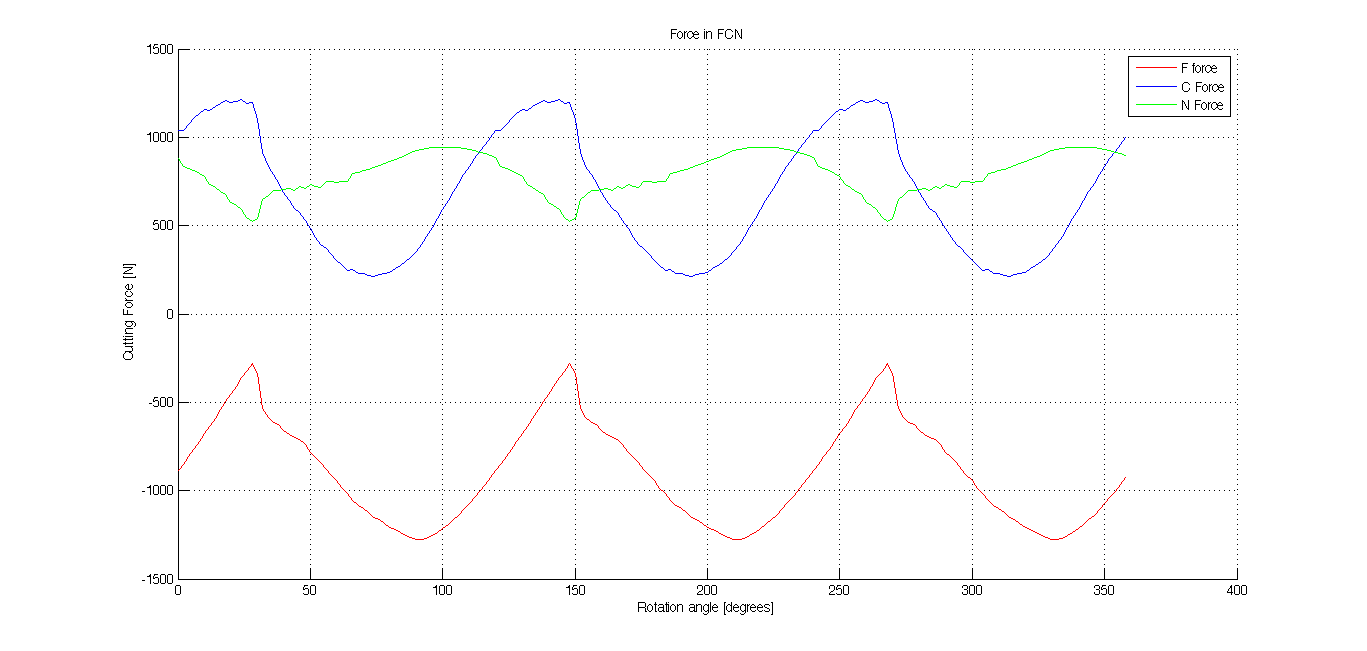 Force in FCN
1500
1000
500
0
-500
-1000
-1500
Cutting Force [N]
0 50 100 150 200 250 300 350 400
Rotation angle [degrees]
F force
C Force
N Force